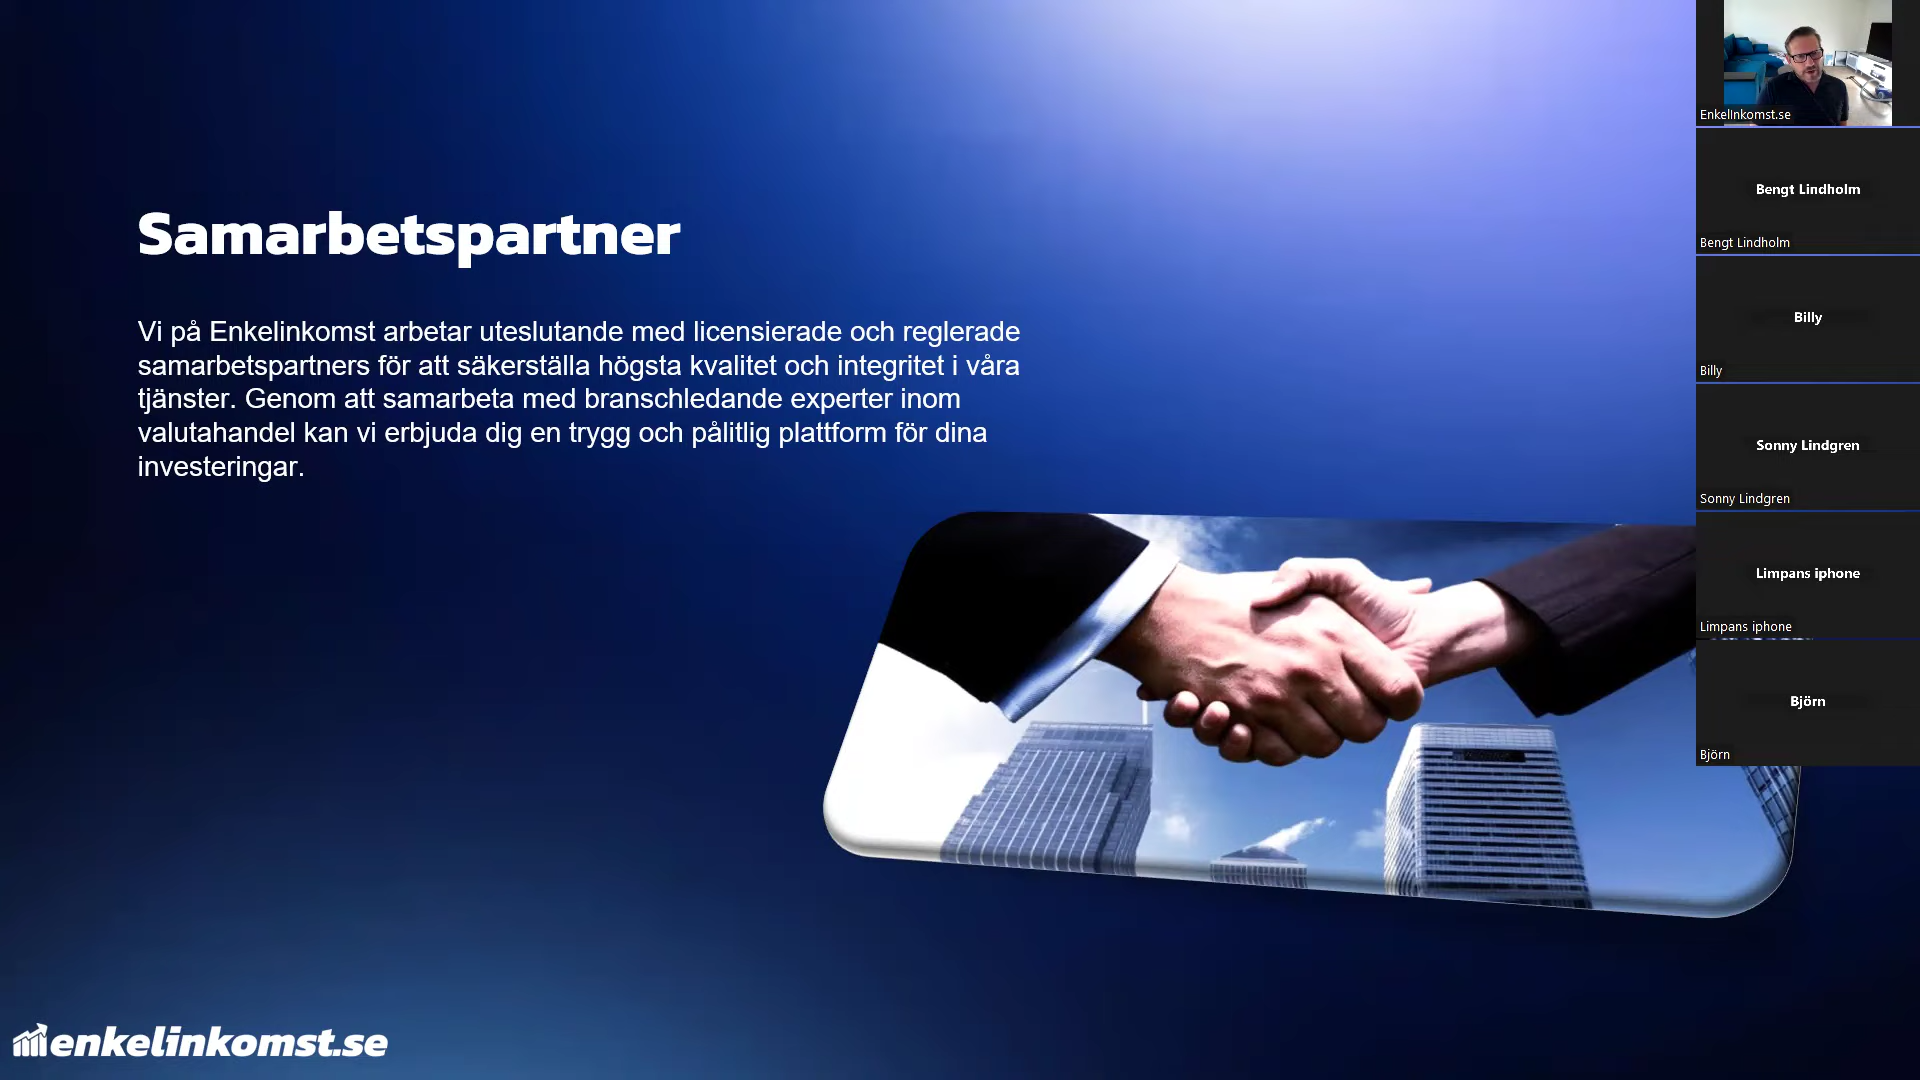 Samarbetspartner
Vi på Enkelinkomst arbetar uteslutande med licensierade och reglerade
samarbetspartners för att säkerställa högsta kvalitet och integritet i våra
tjänster. Genom att samarbeta med branschledande experter inom
valutahandel kan vi erbjuda dig en trygg och pålitlig plattform för dina
investeringar.
enkelinkomst.se
EnkelInkomst.se
Bengt Lindholm
Bengt Lindholm
Billy
Billy
Sonny Lindgren
Sonny Lindgren
Limpans iphone
Limpans iphone
Björn
Björn